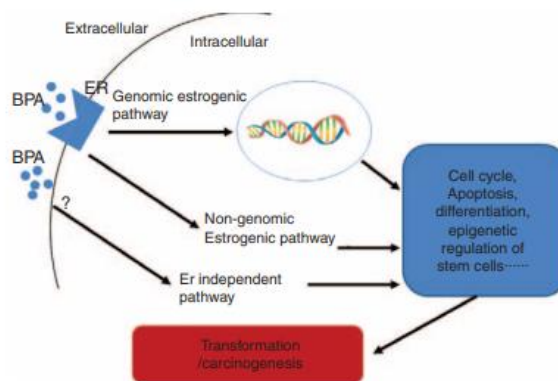 Extracellular
Intracellular
BPA
ER
Genomic estrogenic
pathway
BPA
?
Non-genomic
Estrogenic pathway
Er independent
pathway
Cell cycle,
Apoptosis,
differentiation,
epigenetic
regulation of
stem cells······
Transformation
/carcinogenesis